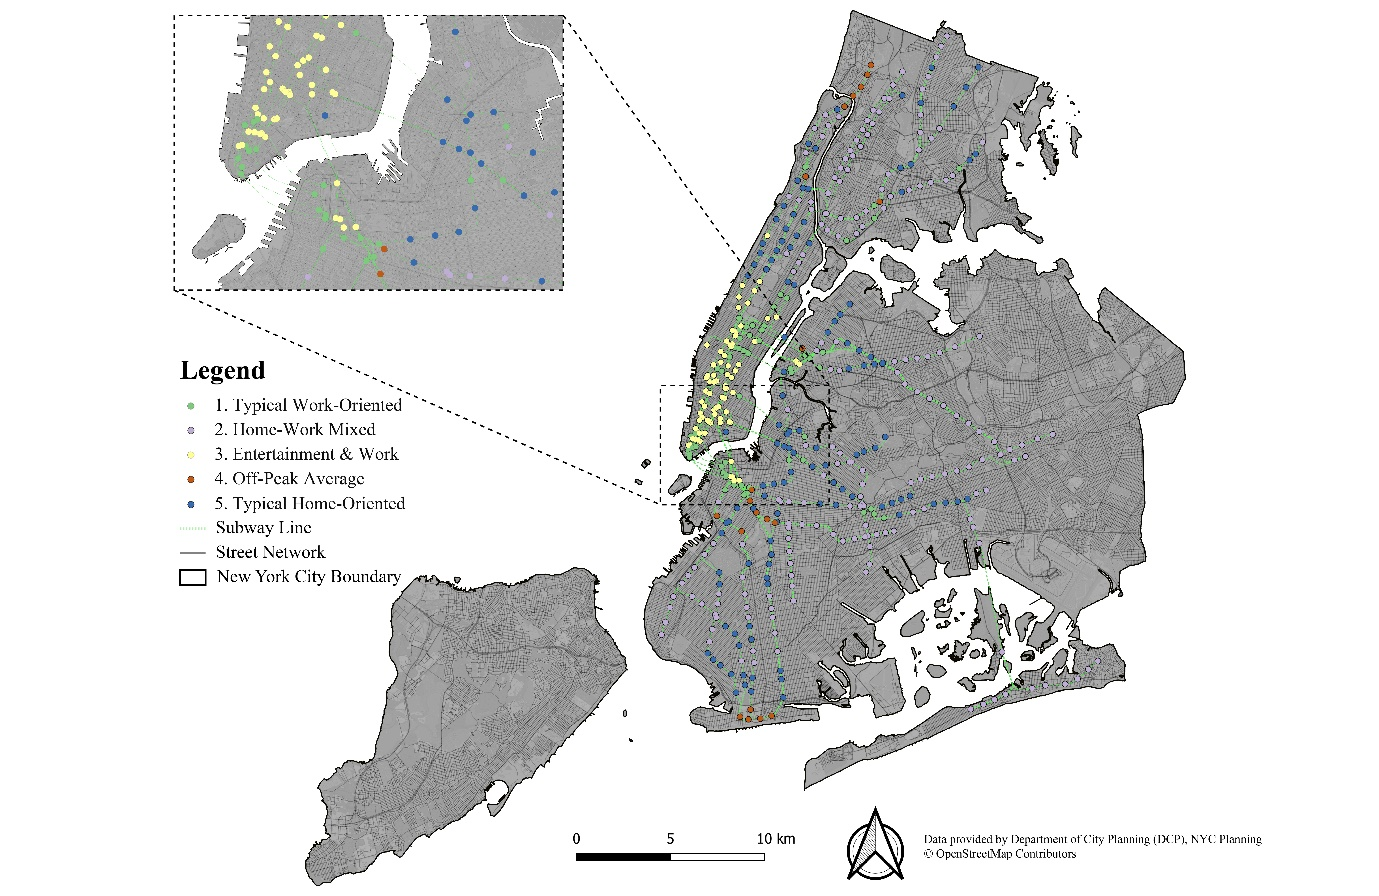 Legend
1. Typical Work-Oriented
2. Home-Work Mixed
3. Entertainment & Work
4. Off-Peak Average
5. Typical Home-Oriented
Subway Line
Street Network
New York City Boundary
0 5 10 km
Data provided by Department of City Planning (DCP), NYC Planning
© OpenStreetMap Contributors